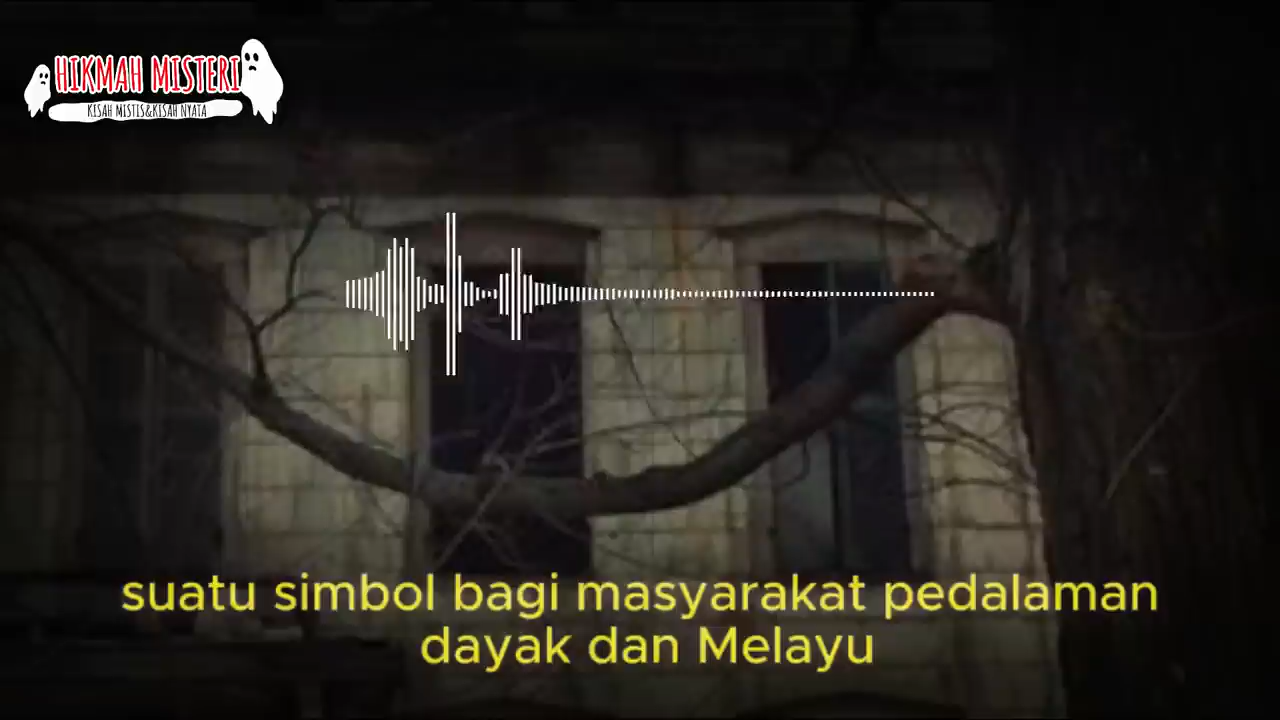 HIKMAH MISTERI
KISAH MISTIS&KISAH NYATA
suatu simbol bagi masyarakat pedalaman
dayak dan Melayu